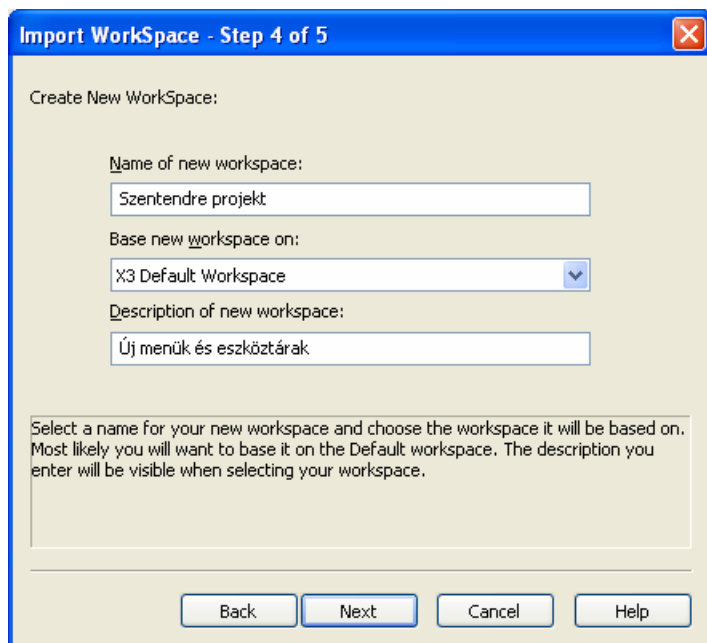 Import WorkSpace - Step 4 of 5
Create New WorkSpace:
Name of new workspace:
Szentendre projekt
Base new workspace on:
X3 Default Workspace
Description of new workspace:
Új menük és eszköztárak
Select a name for your new workspace and choose the workspace it will be based on.
Most likely you will want to base it on the Default workspace. The description you
enter will be visible when selecting your workspace.
Back Next Cancel Help